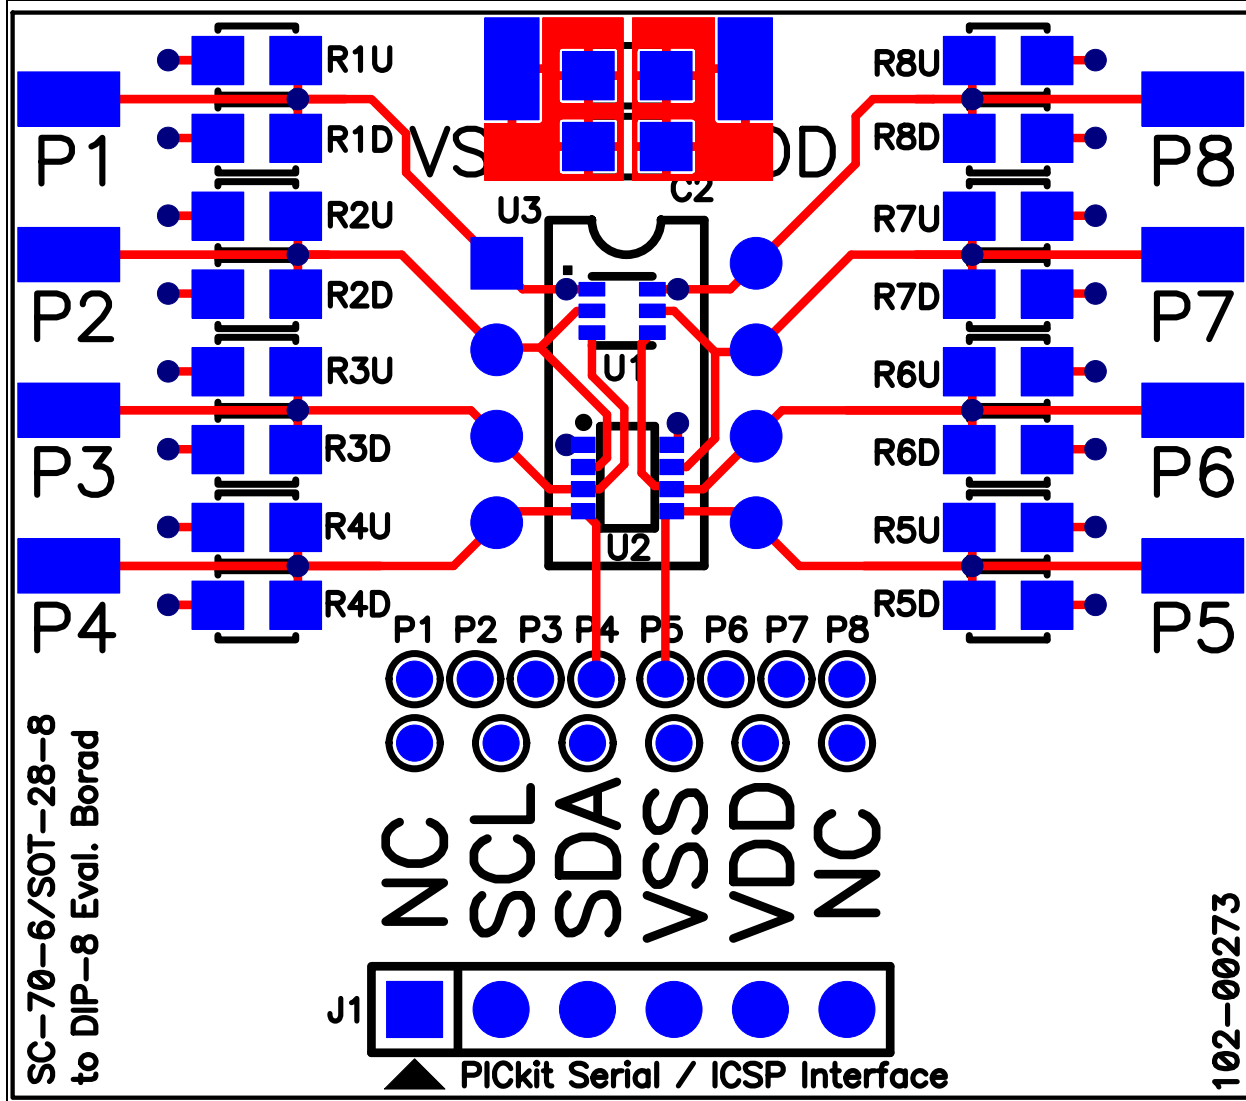 R1U
R8U
P1
R1D
VS
DD
R8D
P8
C2
R2U
U3
R7U
P2
R2D
R7D
P7
R3U
U1
R6U
P3
R3D
R6D
P6
R4U
U2
R5U
P4
R4D
R5D
P5
P1 P2 P3 P4 P5 P6 P7 P8
NC
SCL
SDA
VSS
VDD
NC
SC-70-6/SOT-28-8
to DIP-8 Eval. Borad
102-00273
J1
PICkit Serial / ICSP Interface